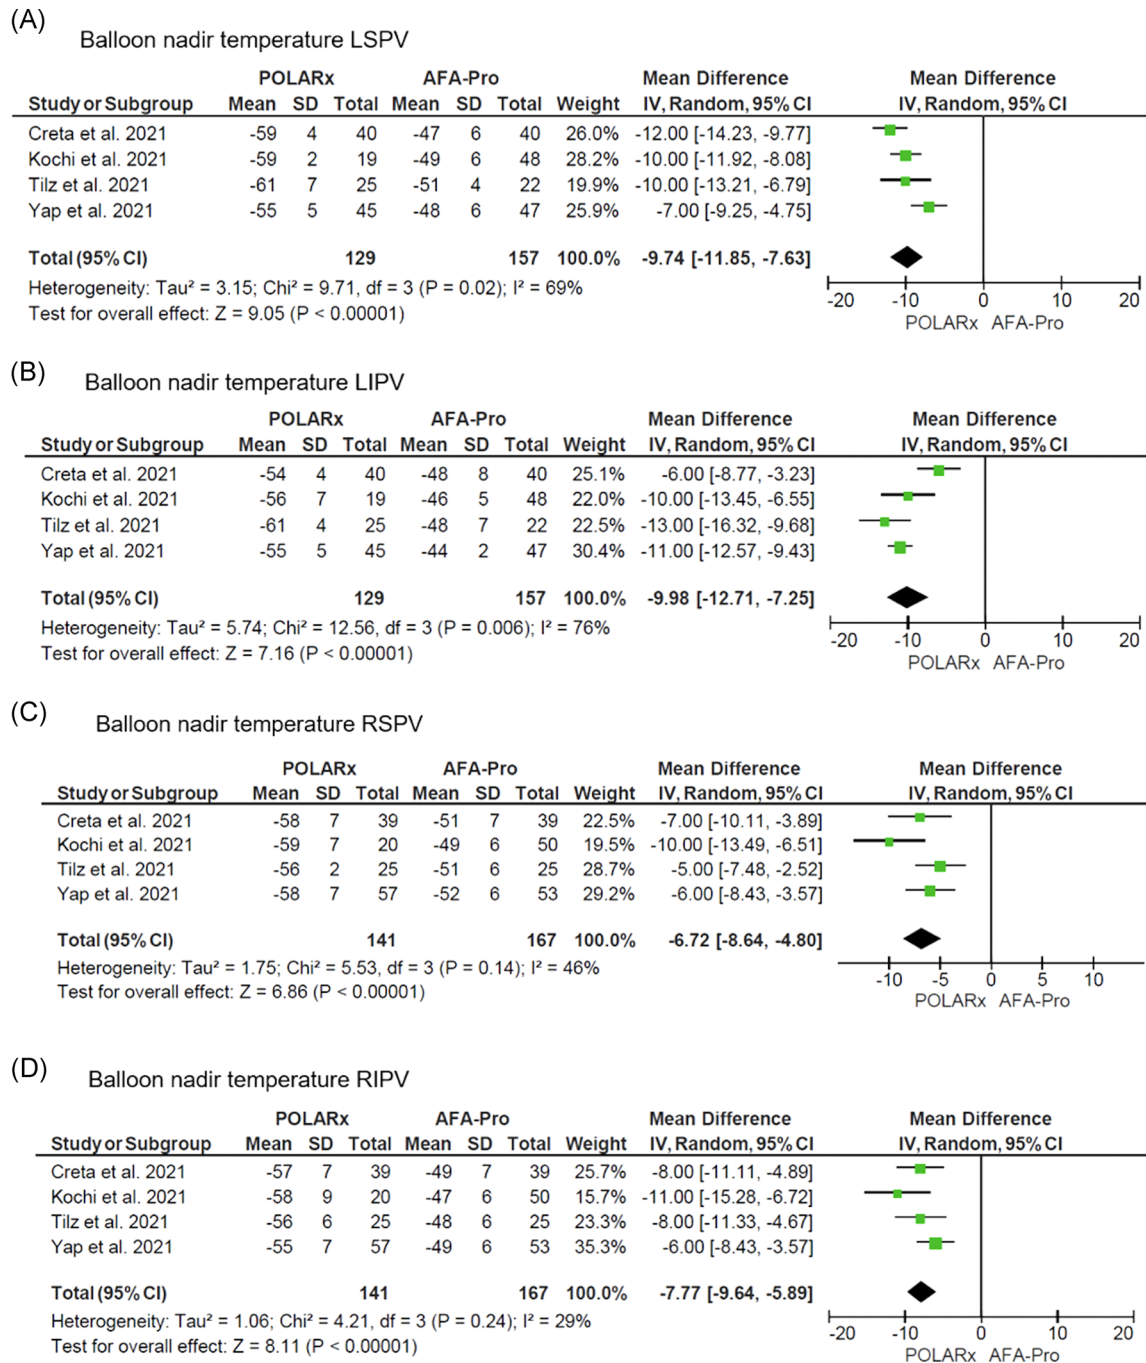 (A)
Balloon nadir temperature LSPV
POLARx AFA-Pro Mean Difference Mean Difference
Study or Subgroup Mean SD Total Mean SD Total Weight IV, Random, 95% CI IV, Random, 95% CI
Creta et al. 2021 -59 4 40 -47 6 40 26.0% -12.00 [-14.23, -9.77]
Kochi et al. 2021 -59 2 19 -49 6 48 28.2% -10.00 [-11.92, -8.08]
Tilz et al. 2021 -61 7 25 -51 4 22 19.9% -10.00 [-13.21, -6.79]
Yap et al. 2021 -55 5 45 -48 6 47 25.9% -7.00 [-9.25, -4.75]
Total (95% CI) 129 157 100.0% -9.74 [-11.85, -7.63]
Heterogeneity: Tau² = 3.15; Chi² = 9.71, df = 3 (P = 0.02); I² = 69%
Test for overall effect: Z = 9.05 (P < 0.00001)
-20 -10 0 10 20
POLARx AFA-Pro
(B)
Balloon nadir temperature LIPV
POLARx AFA-Pro Mean Difference Mean Difference
Study or Subgroup Mean SD Total Mean SD Total Weight IV, Random, 95% CI IV, Random, 95% CI
Creta et al. 2021 -54 4 40 -48 8 40 25.1% -6.00 [-8.77, -3.23]
Kochi et al. 2021 -56 7 19 -46 5 48 22.0% -10.00 [-13.45, -6.55]
Tilz et al. 2021 -61 4 25 -48 7 22 22.5% -13.00 [-16.32, -9.68]
Yap et al. 2021 -55 5 45 -44 2 47 30.4% -11.00 [-12.57, -9.43]
Total (95% CI) 129 157 100.0% -9.98 [-12.71, -7.25]
Heterogeneity: Tau² = 5.74; Chi² = 12.56, df = 3 (P = 0.006); I² = 76%
Test for overall effect: Z = 7.16 (P < 0.00001)
-20 -10 0 10 20
POLARx AFA-Pro
(C)
Balloon nadir temperature RSPV
POLARx AFA-Pro Mean Difference Mean Difference
Study or Subgroup Mean SD Total Mean SD Total Weight IV, Random, 95% CI IV, Random, 95% CI
Creta et al. 2021 -58 7 39 -51 7 39 22.5% -7.00 [-10.11, -3.89]
Kochi et al. 2021 -59 7 20 -49 6 50 19.5% -10.00 [-13.49, -6.51]
Tilz et al. 2021 -56 2 25 -51 6 25 28.7% -5.00 [-7.48, -2.52]
Yap et al. 2021 -58 7 57 -52 6 53 29.2% -6.00 [-8.43, -3.57]
Total (95% CI) 141 167 100.0% -6.72 [-8.64, -4.80]
Heterogeneity: Tau² = 1.75; Chi² = 5.53, df = 3 (P = 0.14); I² = 46%
Test for overall effect: Z = 6.86 (P < 0.00001)
-10 -5 0 5 10
POLARx AFA-Pro
(D)
Balloon nadir temperature RIPV
POLARx AFA-Pro Mean Difference Mean Difference
Study or Subgroup Mean SD Total Mean SD Total Weight IV, Random, 95% CI IV, Random, 95% CI
Creta et al. 2021 -57 7 39 -49 7 39 25.7% -8.00 [-11.11, -4.89]
Kochi et al. 2021 -58 9 20 -47 6 50 15.7% -11.00 [-15.28, -6.72]
Tilz et al. 2021 -56 6 25 -48 6 25 23.3% -8.00 [-11.33, -4.67]
Yap et al. 2021 -55 7 57 -49 6 53 35.3% -6.00 [-8.43, -3.57]
Total (95% CI) 141 167 100.0% -7.77 [-9.64, -5.89]
Heterogeneity: Tau² = 1.06; Chi² = 4.21, df = 3 (P = 0.24); I² = 29%
Test for overall effect: Z = 8.11 (P < 0.00001)
-20 -10 0 10 20
POLARx AFA-Pro